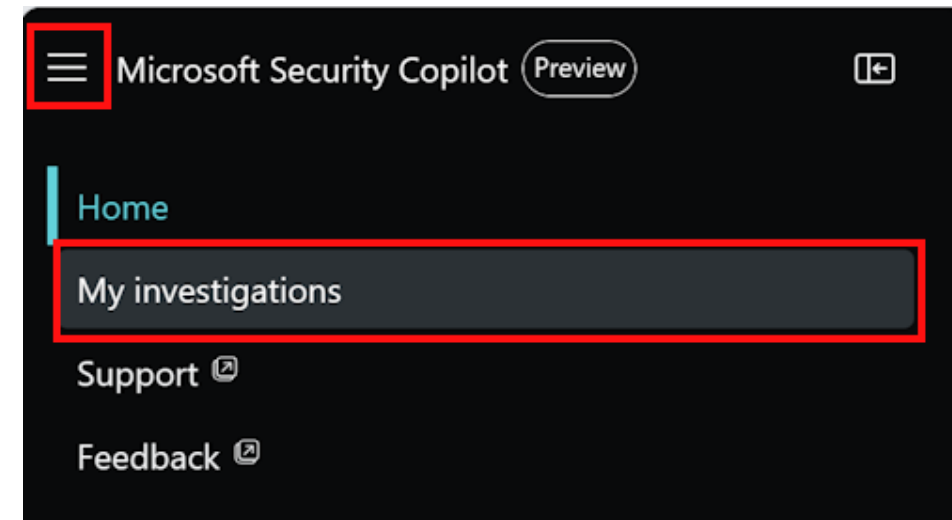 Microsoft Security Copilot Preview
Home
My investigations
Support
Feedback